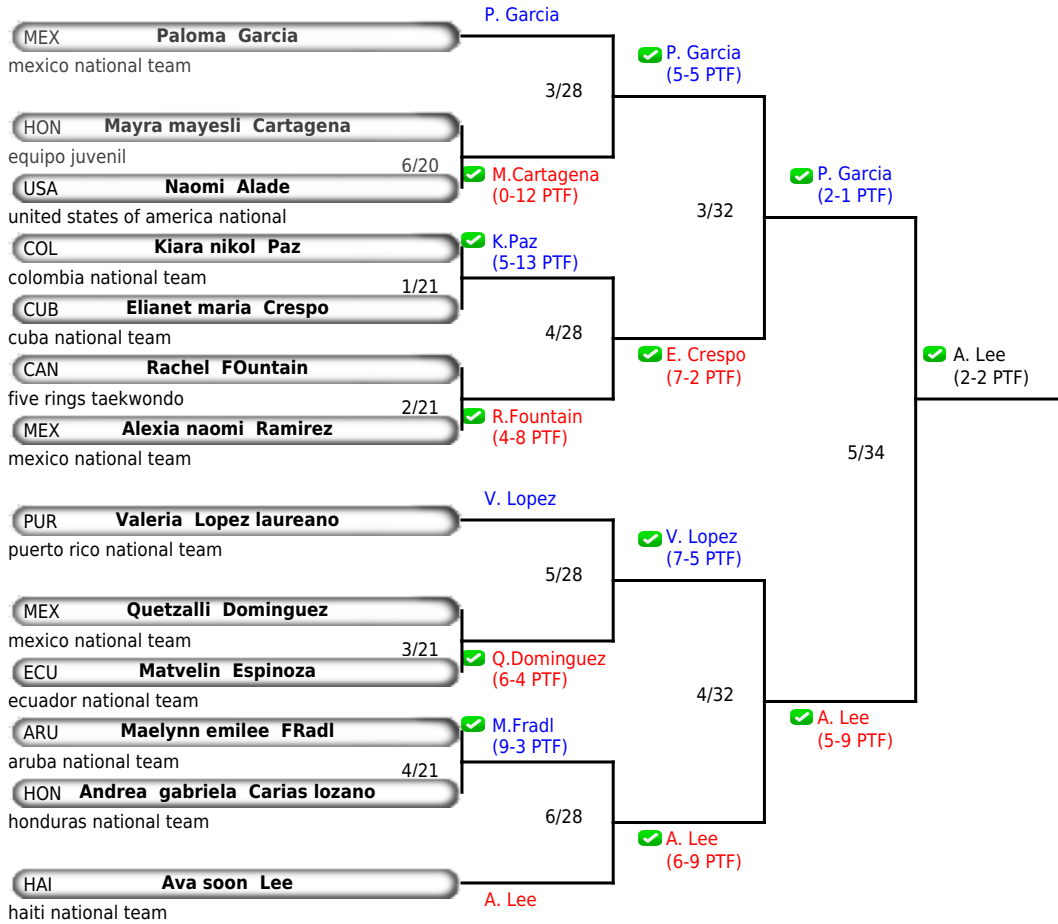 P. Garcia
MEX Paloma Garcia
mexico national team
3/28
P. Garcia
(5-5 PTF)
HON Mayra mayesli Cartagena
equipo juvenil
6/20
M.Cartagena
(0-12 PTF)
USA Naomi Alade
united states of america national
3/32
P. Garcia
(2-1 PTF)
COL Kiara nikol Paz
colombia national team
K.Paz
(5-13 PTF)
1/21
CUB Elianet maria Crespo
cuba national team
4/28
E. Crespo
(7-2 PTF)
CAN Rachel FOuntain
five rings taekwondo
2/21
R.Fountain
(4-8 PTF)
MEX Alexia naomi Ramirez
mexico national team
A. Lee
(2-2 PTF)
5/34
V. Lopez
PUR Valeria Lopez laureano
puerto rico national team
5/28
V. Lopez
(7-5 PTF)
MEX Quetzalli Dominguez
mexico national team
3/21
Q.Dominguez
(6-4 PTF)
ECU Matvelin Espinoza
ecuador national team
4/32
A. Lee
(5-9 PTF)
ARU Maelynn emilee FRadl
aruba national team
M.Fradl
(9-3 PTF)
4/21
HON Andrea gabriela Carias lozano
honduras national team
6/28
A. Lee
(6-9 PTF)
HAI Ava soon Lee
haiti national team
A. Lee